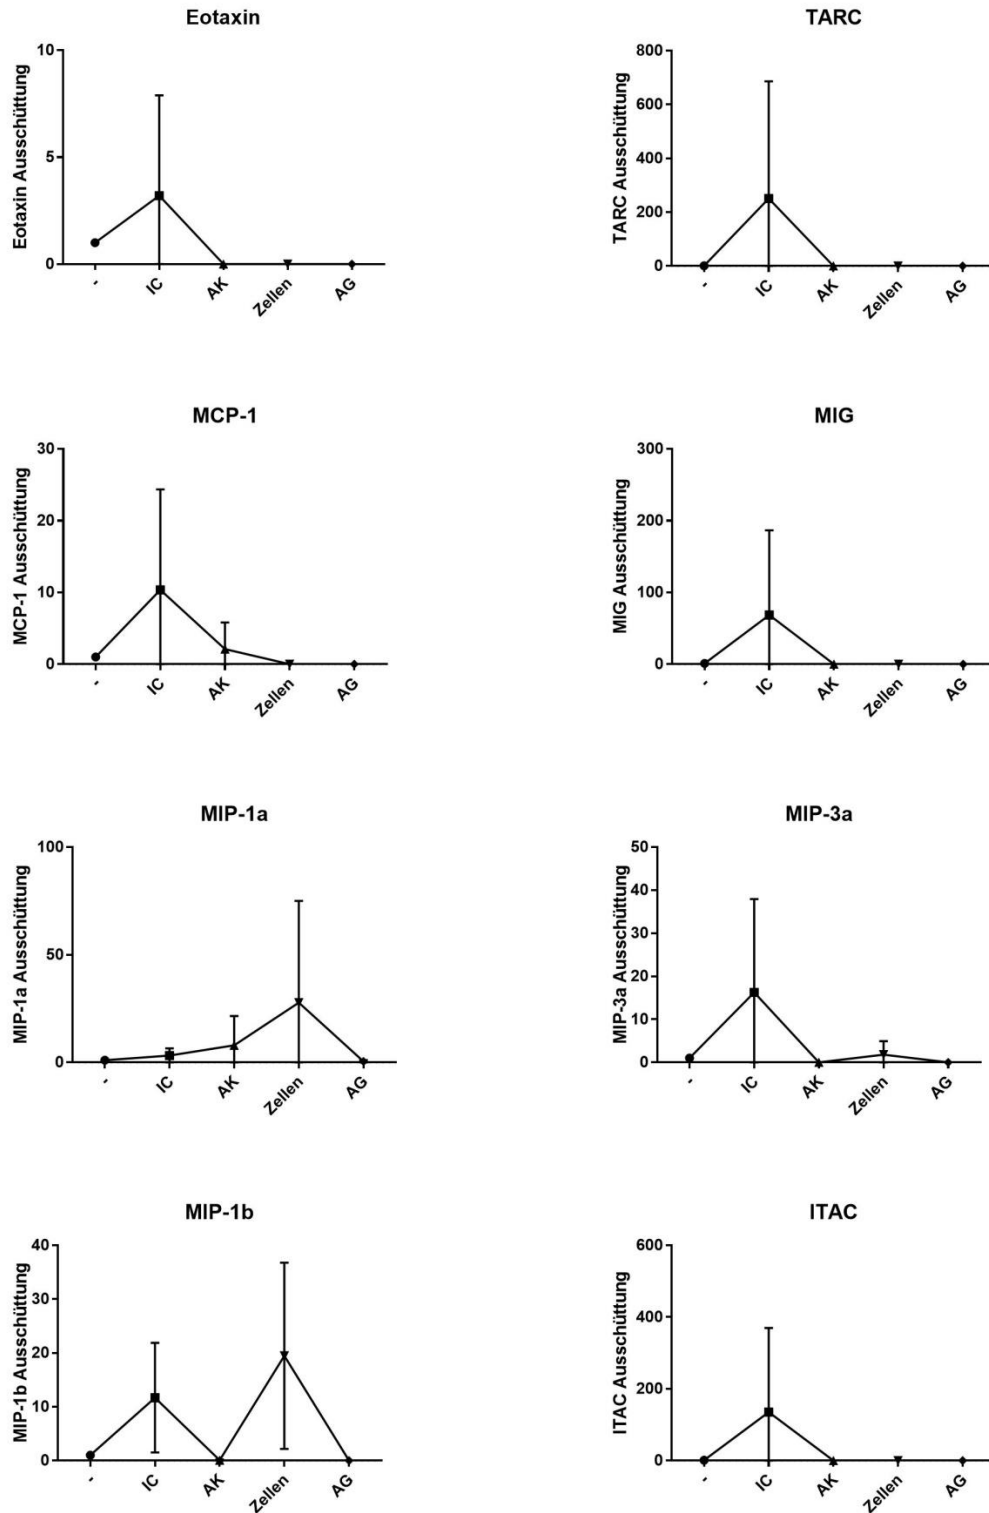 Eotaxin
Eotaxin Ausschüttung
10
5
0
-
IC
AK
Zellen
AG
TARC
TARC Ausschüttung
800
600
400
200
0
-
IC
AK
Zellen
AG
MCP-1
MCP-1 Ausschüttung
30
20
10
0
-
IC
AK
Zellen
AG
MIG
MIG Ausschüttung
300
200
100
0
-
IC
AK
Zellen
AG
MIP-1a
MIP-1a Ausschüttung
100
50
0
-
IC
AK
Zellen
AG
MIP-3a
MIP-3a Ausschüttung
50
40
30
20
10
0
-
IC
AK
Zellen
AG
MIP-1b
MIP-1b Ausschüttung
40
30
20
10
0
-
IC
AK
Zellen
AG
ITAC
ITAC Ausschüttung
600
400
200
0
-
IC
AK
Zellen
AG